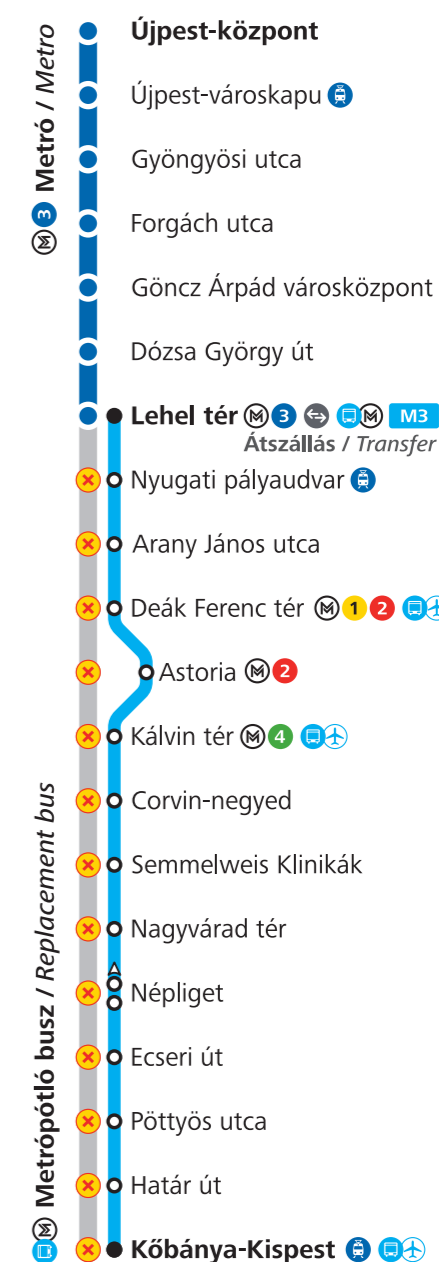 M 3 Metró / Metro
Újpest-központ
Újpest-városkapu
Gyöngyösi utca
Forgách utca
Göncz Árpád városközpont
Dózsa György út
Lehel tér M 3 M M3
Átszállás / Transfer
Nyugati pályaudvar
Arany János utca
Deák Ferenc tér M 1 2
Astoria M 2
Kálvin tér M 4
Corvin-negyed
Semmelweis Klinikák
Nagyvárad tér
Népliget
Ecseri út
Pöttyös utca
Határ út
Kőbánya-Kispest
M Metrópótló busz / Replacement bus